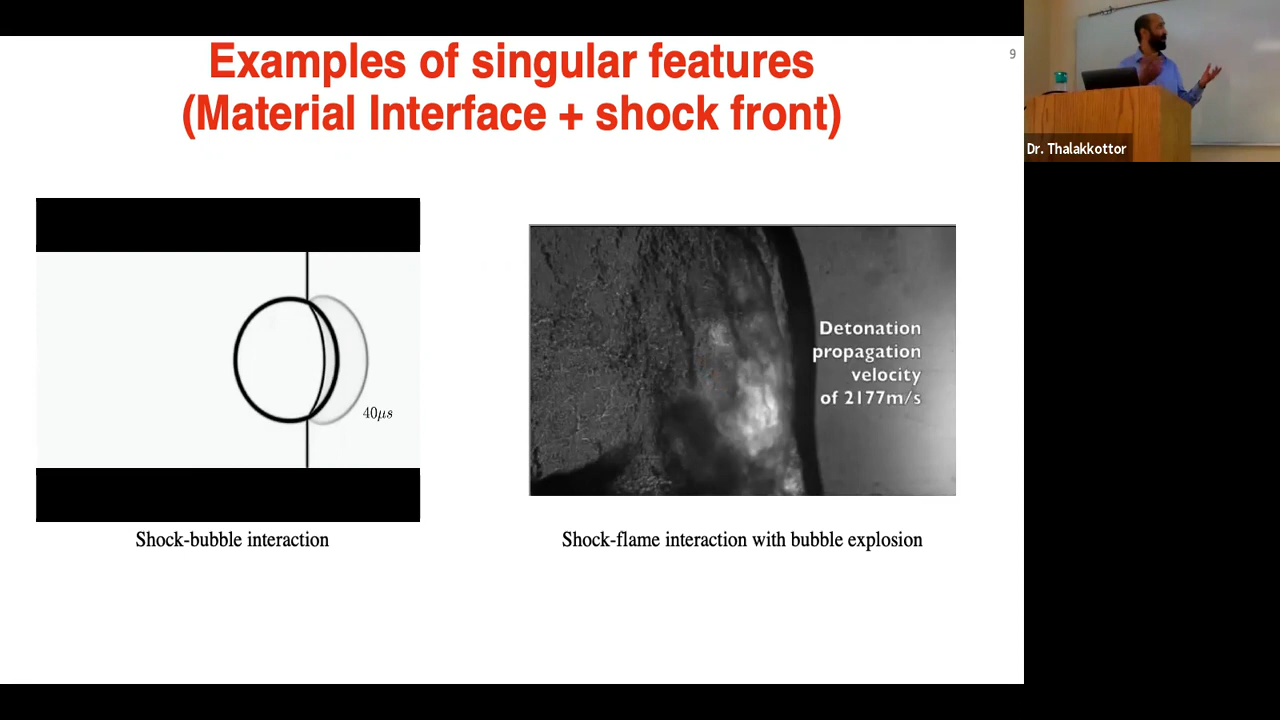 Examples of singular features
(Material Interface + shock front)
9
Dr. Thalakkottor
40μs
Detonation
propagation
velocity
of 2177m/s
Shock-bubble interaction
Shock-flame interaction with bubble explosion